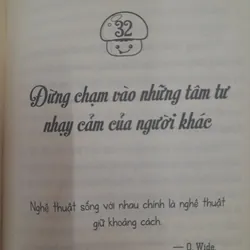 32
Đừng chạm vào những tâm tư
nhạy cảm của người khác
Nghệ thuật sống với nhau chính là nghệ thuật
giữ khoảng cách.
— O. Wide